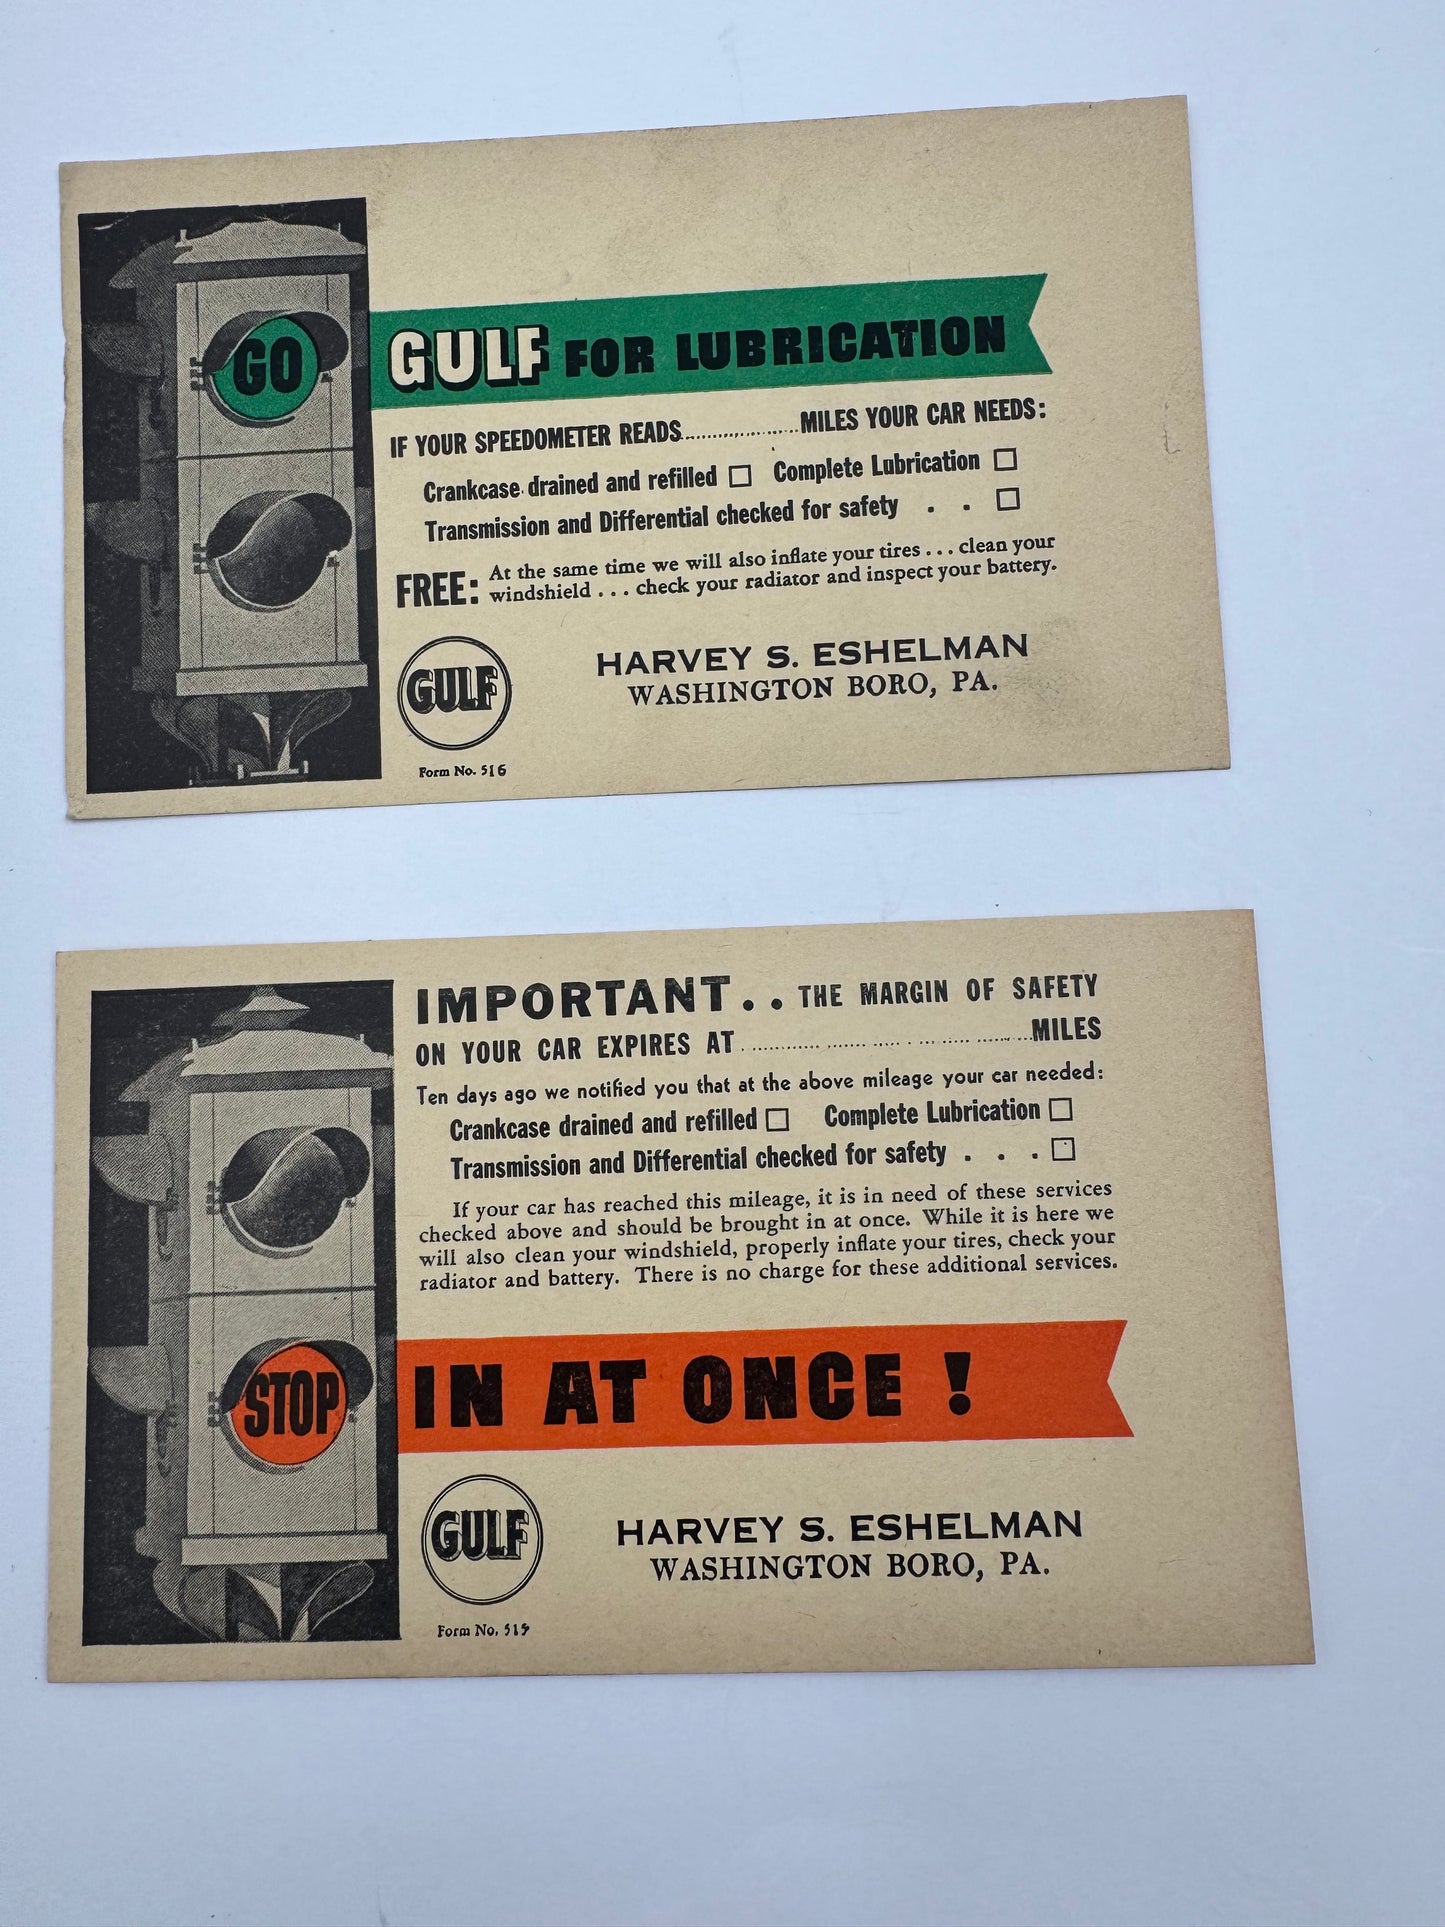 GO GULF FOR LUBRICATION
IF YOUR SPEEDOMETER READS.................MILES YOUR CAR NEEDS:
Crankcase drained and refilled □ Complete Lubrication □
Transmission and Differential checked for safety . . □
FREE: At the same time we will also inflate your tires . . . clean your
windshield . . . check your radiator and inspect your battery.
GULF
HARVEY S. ESHELMAN
WASHINGTON BORO, PA.
Form No. 516
IMPORTANT . . THE MARGIN OF SAFETY
ON YOUR CAR EXPIRES AT ........................................MILES
Ten days ago we notified you that at the above mileage your car needed:
Crankcase drained and refilled □ Complete Lubrication □
Transmission and Differential checked for safety . . . □
If your car has reached this mileage, it is in need of these services
checked above and should be brought in at once. While it is here we
will also clean your windshield, properly inflate your tires, check your
radiator and battery. There is no charge for these additional services.
STOP IN AT ONCE !
GULF
HARVEY S. ESHELMAN
WASHINGTON BORO, PA.
Form No. 515